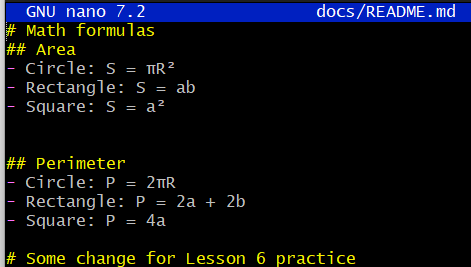 GNU nano 7.2 docs/README.md
# Math formulas
## Area
- Circle: S = πR²
- Rectangle: S = ab
- Square: S = a²
## Perimeter
- Circle: P = 2πR
- Rectangle: P = 2a + 2b
- Square: P = 4a
# Some change for Lesson 6 practice